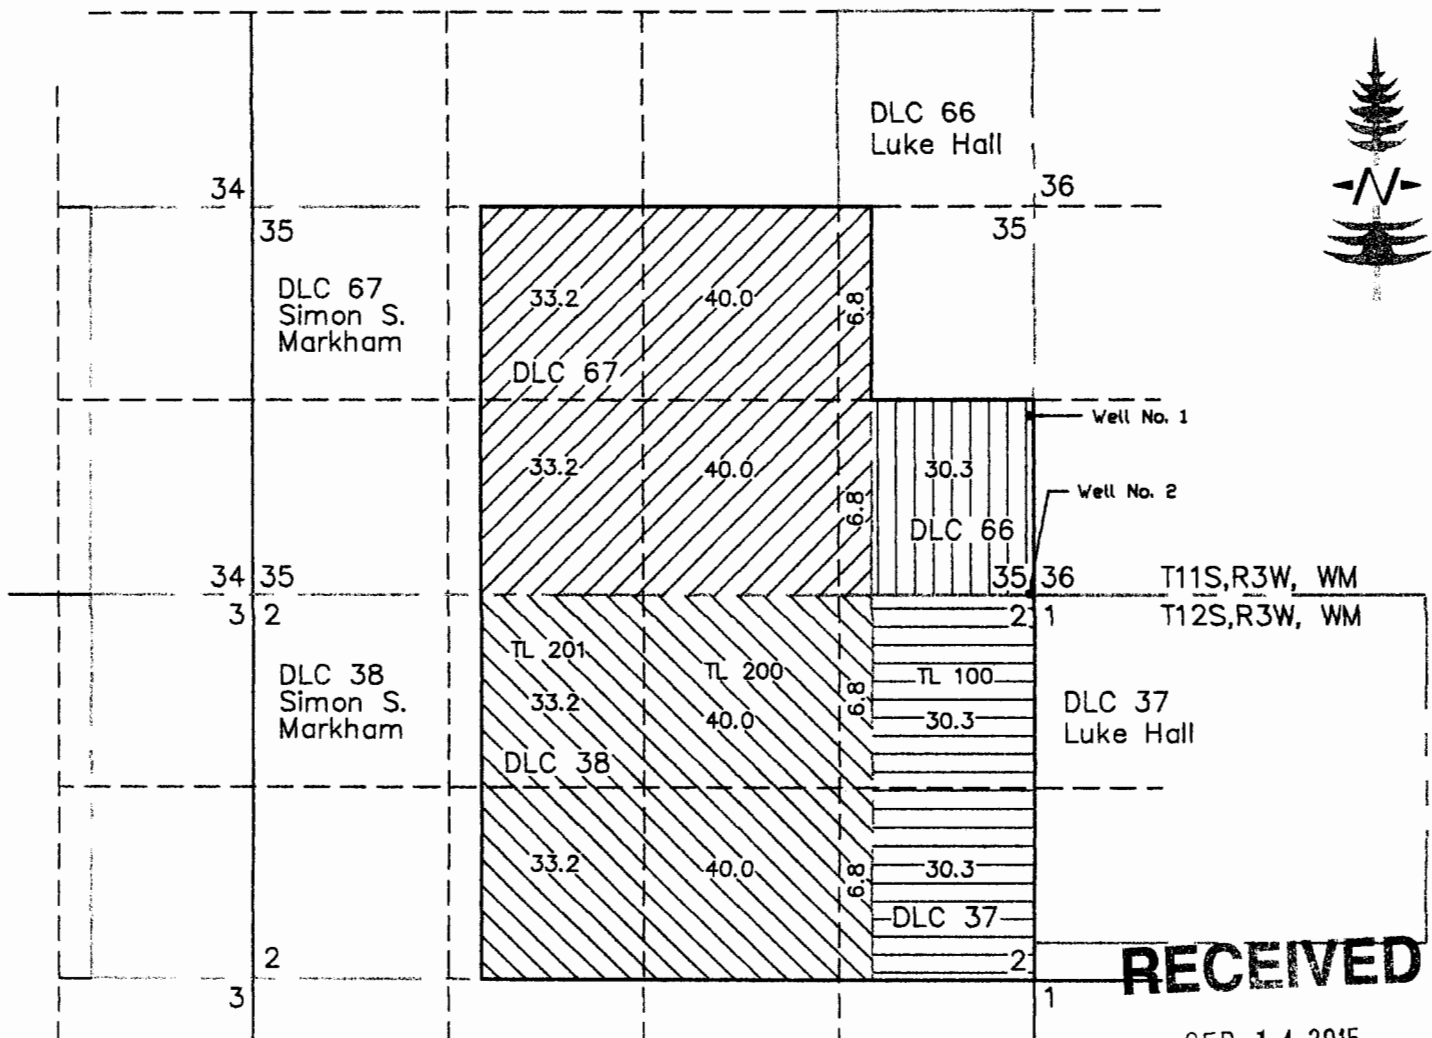 DLC 66
Luke Hall
34
36
N
35
35
DLC 67
Simon S.
Markham
33.2
40.0
6.8
DLC 67
Well No. 1
33.2
40.0
6.8
30.3
Well No. 2
DLC 66
34 35
35 36
T11S,R3W, WM
3 2
2 1
T12S,R3W, WM
DLC 38
Simon S.
Markham
TL 201
33.2
TL 200
40.0
6.8
TL 100
30.3
DLC 37
Luke Hall
DLC 38
33.2
40.0
6.8
30.3
DLC 37
2
2
3
1
RECEIVED
SEP 14 2015